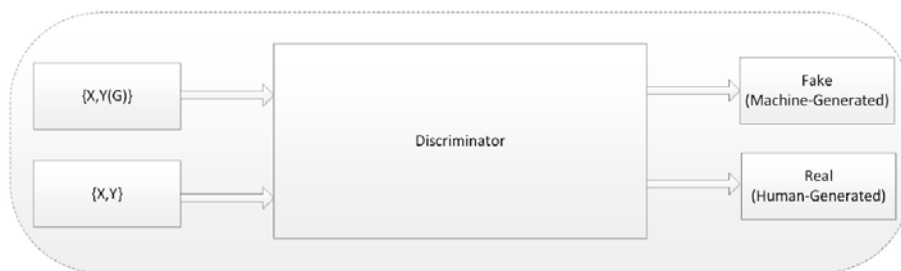 {X,Y(G)}
{X,Y}
Discriminator
Fake
(Machine-Generated)
Real
(Human-Generated)